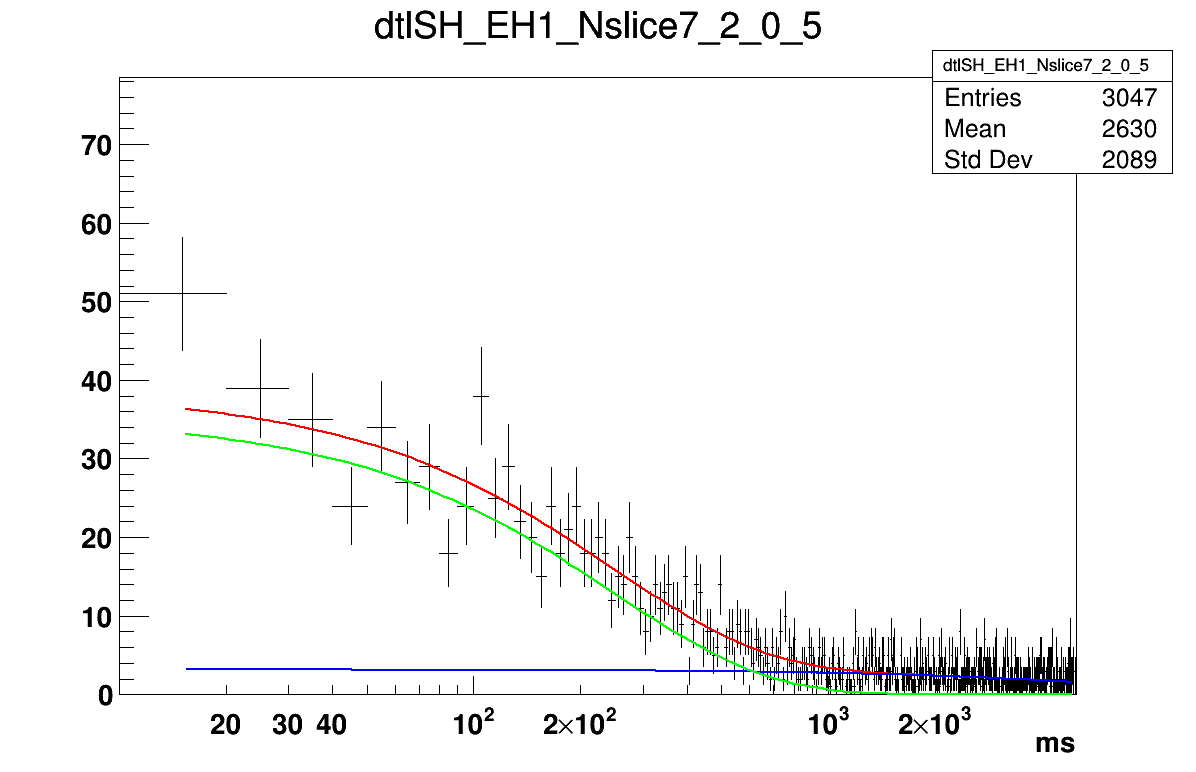 dtlSH_EH1_Nslice7_2_0_5
dtlSH_EH1_Nslice7_2_0_5
Entries 3047
Mean 2630
Std Dev 2089
70
60
50
40
30
20
10
0
20 30 40 10² 2×10² 10³ 2×10³
ms